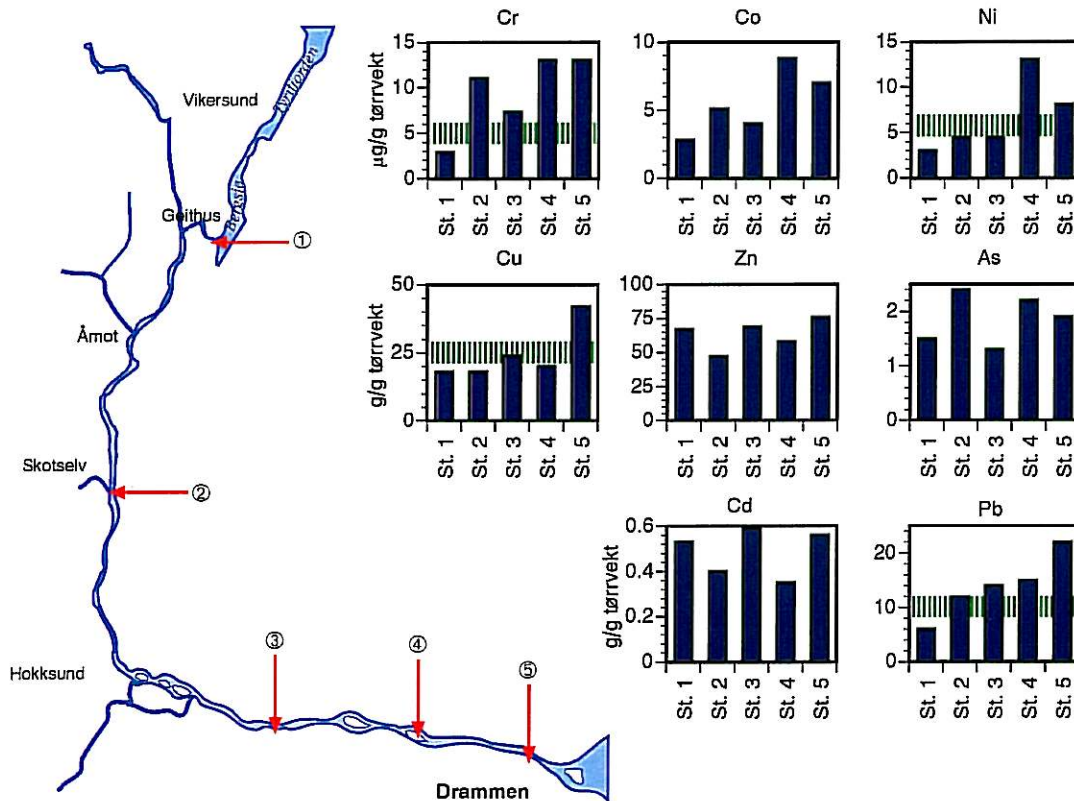 Tyrifjorden
Vikersund
Bergsjø
Geithus
①
Åmot
Skotselv
②
Hokksund
③
④
⑤
Drammen
Cr
µg/g tørrvekt
15
10
5
0
St. 1
St. 2
St. 3
St. 4
St. 5
Co
10
5
0
St. 1
St. 2
St. 3
St. 4
St. 5
Ni
15
10
5
0
St. 1
St. 2
St. 3
St. 4
St. 5
Cu
g/g tørrvekt
50
25
0
St. 1
St. 2
St. 3
St. 4
St. 5
Zn
100
75
50
25
0
St. 1
St. 2
St. 3
St. 4
St. 5
As
2
1
0
St. 1
St. 2
St. 3
St. 4
St. 5
Cd
g/g tørrvekt
0.6
0.4
0.2
0
St. 1
St. 2
St. 3
St. 4
St. 5
Pb
20
10
0
St. 1
St. 2
St. 3
St. 4
St. 5